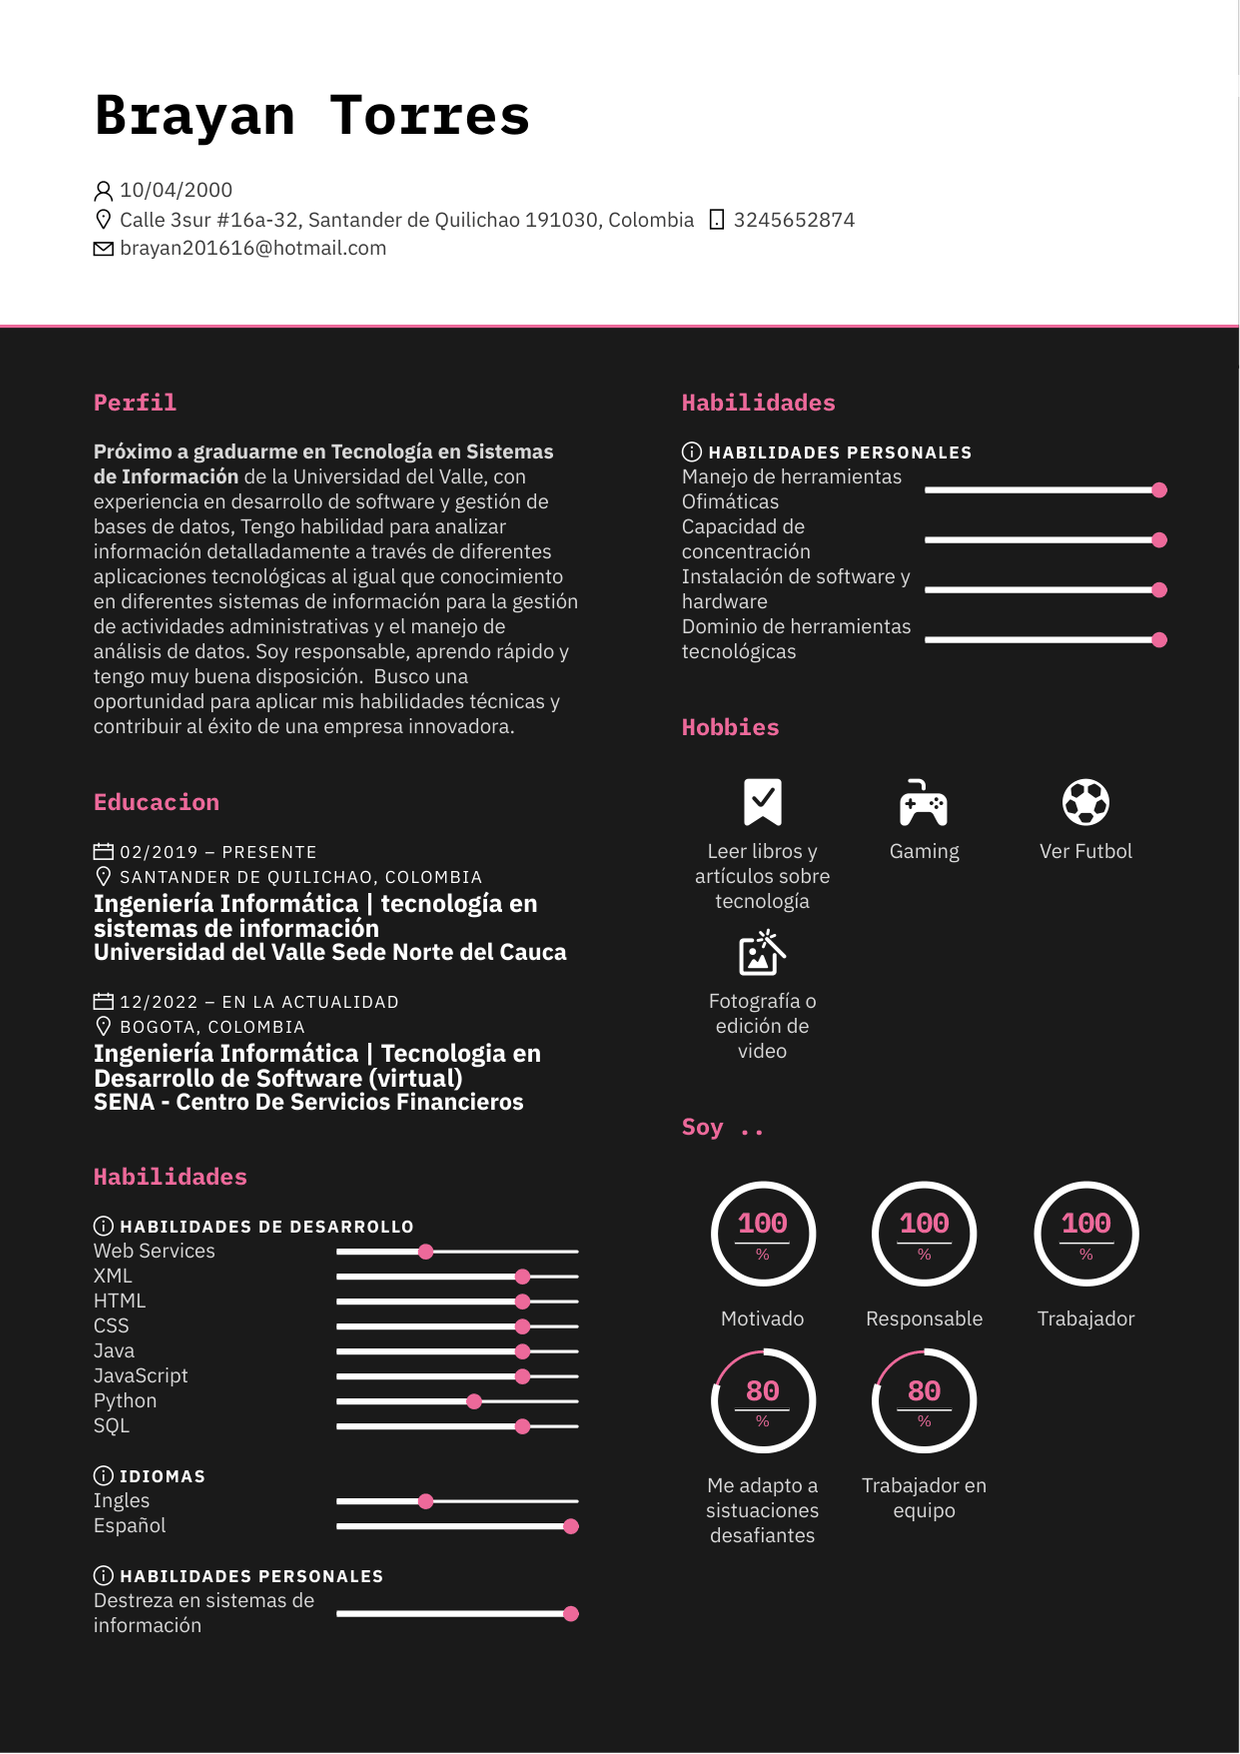 Brayan Torres
10/04/2000
Calle 3sur #16a-32, Santander de Quilichao 191030, Colombia 3245652874
brayan201616@hotmail.com
Perfil
Próximo a graduarme en Tecnología en Sistemas
de Información de la Universidad del Valle, con
experiencia en desarrollo de software y gestión de
bases de datos, Tengo habilidad para analizar
información detalladamente a través de diferentes
aplicaciones tecnológicas al igual que conocimiento
en diferentes sistemas de información para la gestión
de actividades administrativas y el manejo de
análisis de datos. Soy responsable, aprendo rápido y
tengo muy buena disposición.  Busco una
oportunidad para aplicar mis habilidades técnicas y
contribuir al éxito de una empresa innovadora.
Educacion
02/2019 – PRESENTE
SANTANDER DE QUILICHAO, COLOMBIA
Ingeniería Informática | tecnología en
sistemas de información
Universidad del Valle Sede Norte del Cauca
12/2022 – EN LA ACTUALIDAD
BOGOTA, COLOMBIA
Ingeniería Informática | Tecnologia en
Desarrollo de Software (virtual)
SENA - Centro De Servicios Financieros
Habilidades
HABILIDADES DE DESARROLLO
Web Services
XML
HTML
CSS
Java
JavaScript
Python
SQL
IDIOMAS
Ingles
Español
HABILIDADES PERSONALES
Destreza en sistemas de
información
Habilidades
HABILIDADES PERSONALES
Manejo de herramientas
Ofimáticas
Capacidad de
concentración
Instalación de software y
hardware
Dominio de herramientas
tecnológicas
Hobbies
Leer libros y
artículos sobre
tecnología
Gaming
Ver Futbol
Fotografía o
edición de
video
Soy ..
100
%
Motivado
100
%
Responsable
100
%
Trabajador
80
%
Me adapto a
sistuaciones
desafiantes
80
%
Trabajador en
equipo